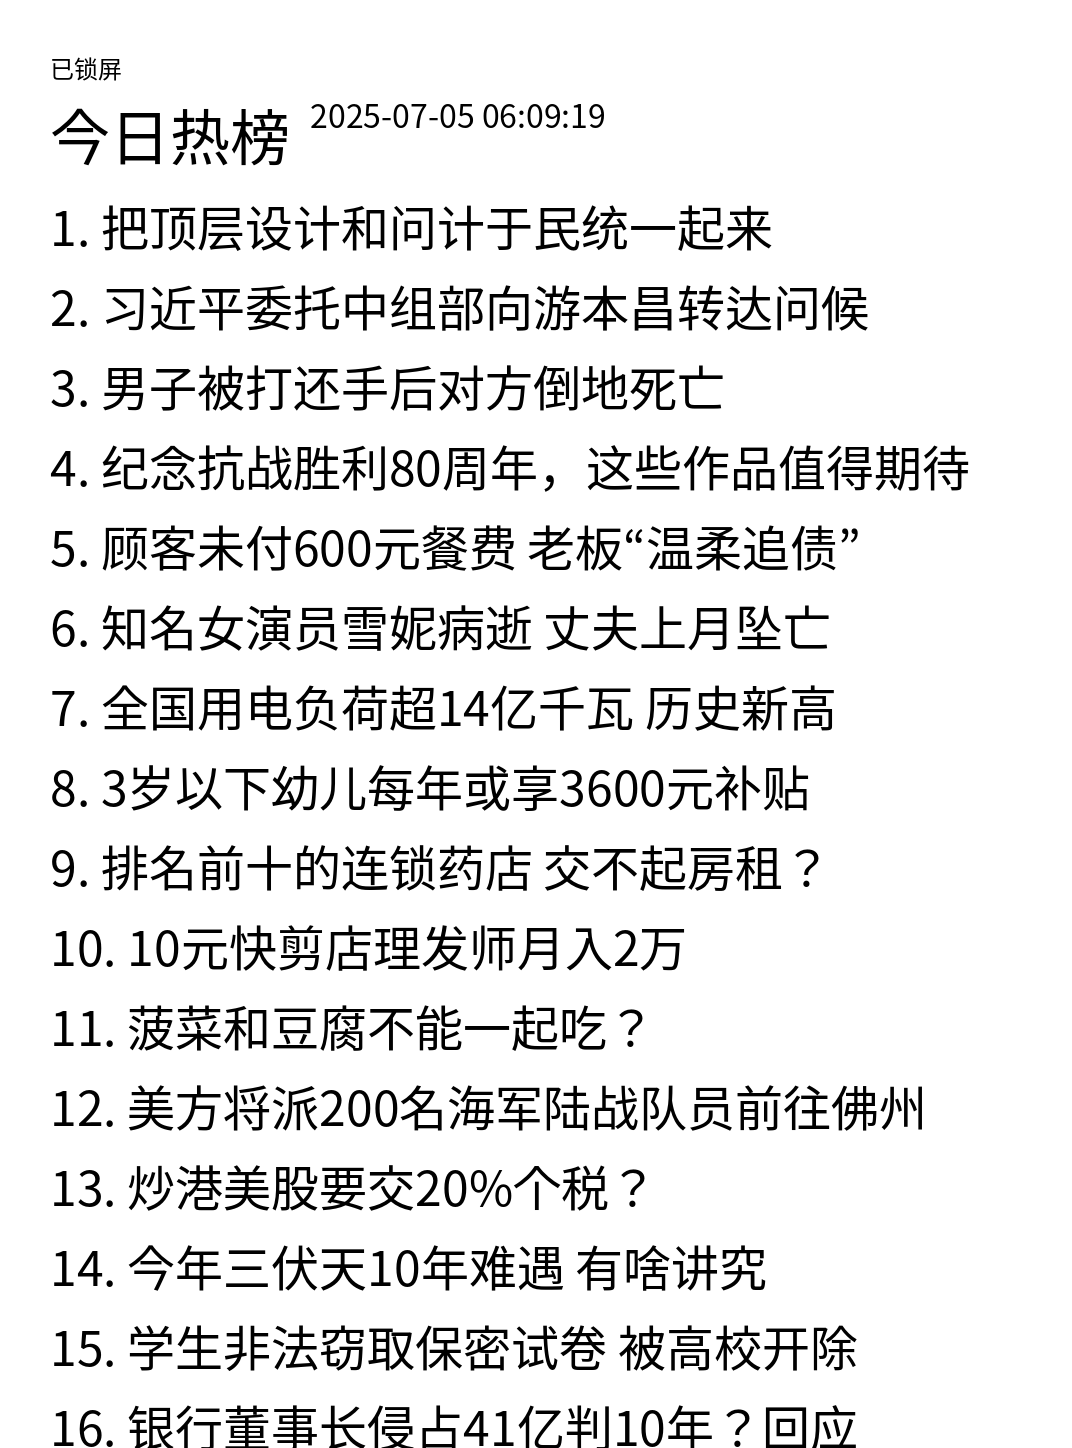 已锁屏
今日热榜 2025-07-05 06:09:19
1. 把顶层设计和问计于民统一起来
2. 习近平委托中组部向游本昌转达问候
3. 男子被打还手后对方倒地死亡
4. 纪念抗战胜利80周年，这些作品值得期待
5. 顾客未付600元餐费 老板“温柔追债”
6. 知名女演员雪妮病逝 丈夫上月坠亡
7. 全国用电负荷超14亿千瓦 历史新高
8. 3岁以下幼儿每年或享3600元补贴
9. 排名前十的连锁药店 交不起房租？
10. 10元快剪店理发师月入2万
11. 菠菜和豆腐不能一起吃？
12. 美方将派200名海军陆战队员前往佛州
13. 炒港美股要交20%个税？
14. 今年三伏天10年难遇 有啥讲究
15. 学生非法窃取保密试卷 被高校开除
16. 银行董事长侵占41亿判10年？回应